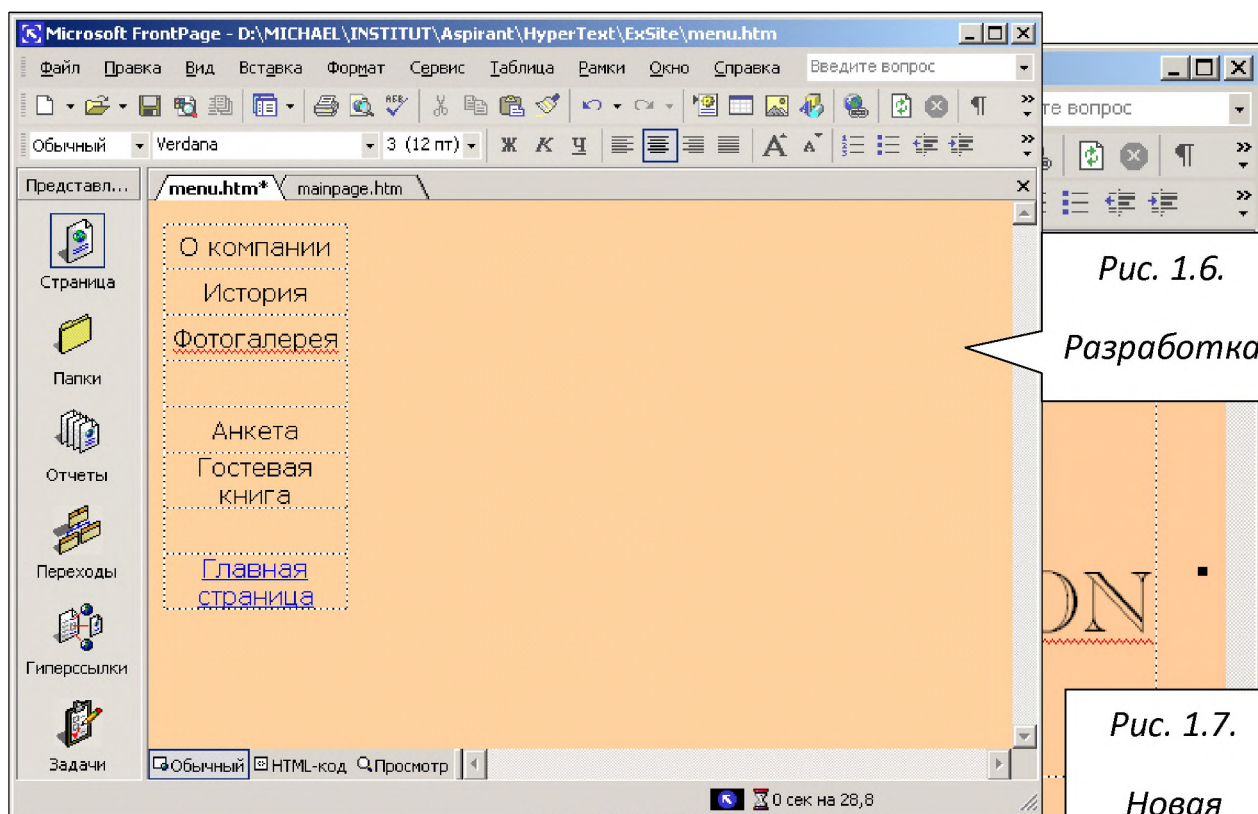 Microsoft FrontPage - D:\MICHAEL\INSTITUT\Aspirant\HyperText\ExSite\menu.htm
Файл Правка Вид Вставка Формат Сервис Таблица Рамки Окно Справка Введите вопрос
Обычный Verdana 3 (12 пт) Ж К Ч A A
Представл... menu.htm* mainpage.htm
Страница
Папки
Отчеты
Переходы
Гиперссылки
Задачи
О компании
История
Фотогалерея
Анкета
Гостевая
книга
Главная
страница
Обычный HTML-код Просмотр
0 сек на 28,8
те вопрос
Рис. 1.6.
Разработка
ON
Рис. 1.7.
Новая